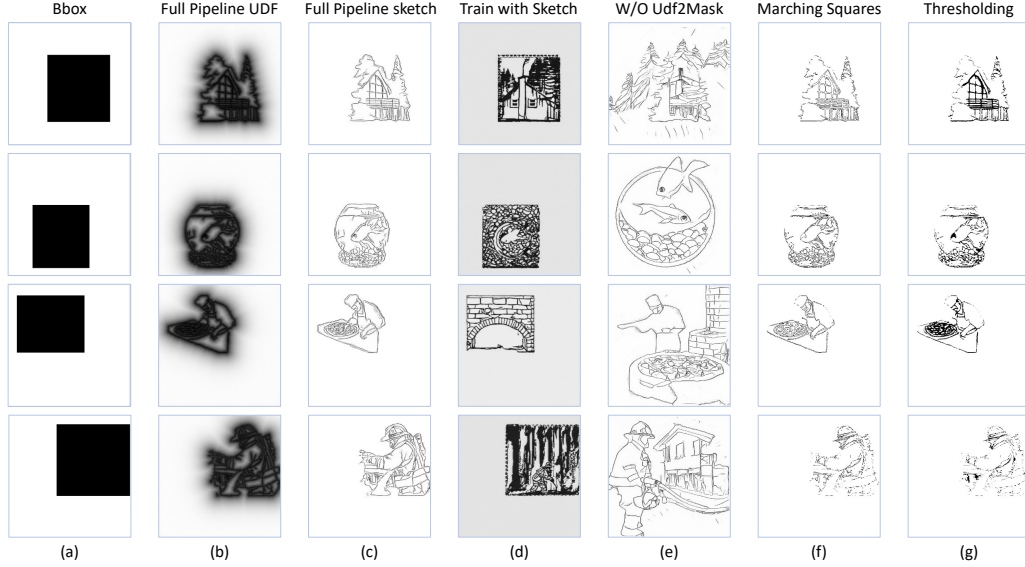 Bbox
Full Pipeline UDF
Full Pipeline sketch
Train with Sketch
W/O Udf2Mask
Marching Squares
Thresholding
(a)
(b)
(c)
(d)
(e)
(f)
(g)